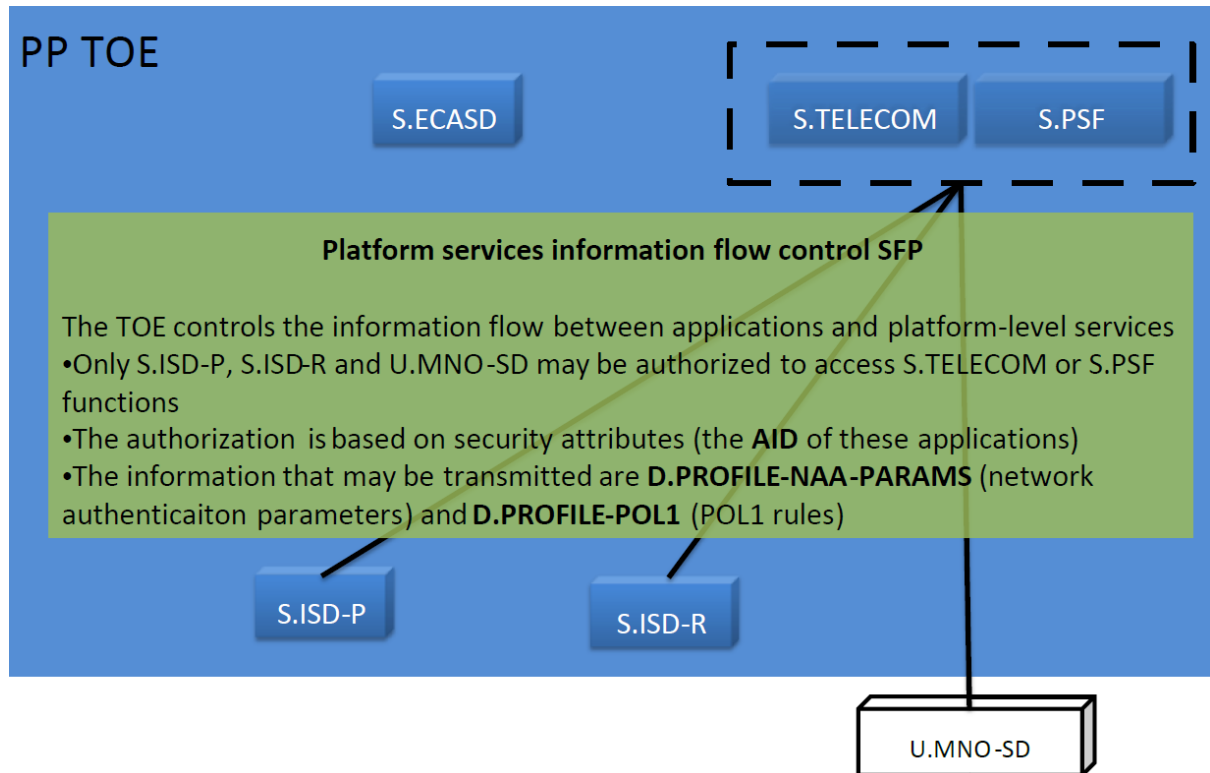 PP TOE
S.ECASD
S.TELECOM
S.PSF
Platform services information flow control SFP
The TOE controls the information flow between applications and platform-level services
•Only S.ISD-P, S.ISD-R and U.MNO-SD may be authorized to access S.TELECOM or S.PSF
functions
•The authorization is based on security attributes (the AID of these applications)
•The information that may be transmitted are D.PROFILE-NAA-PARAMS (network
authenticaiton parameters) and D.PROFILE-POL1 (POL1 rules)
S.ISD-P
S.ISD-R
U.MNO-SD